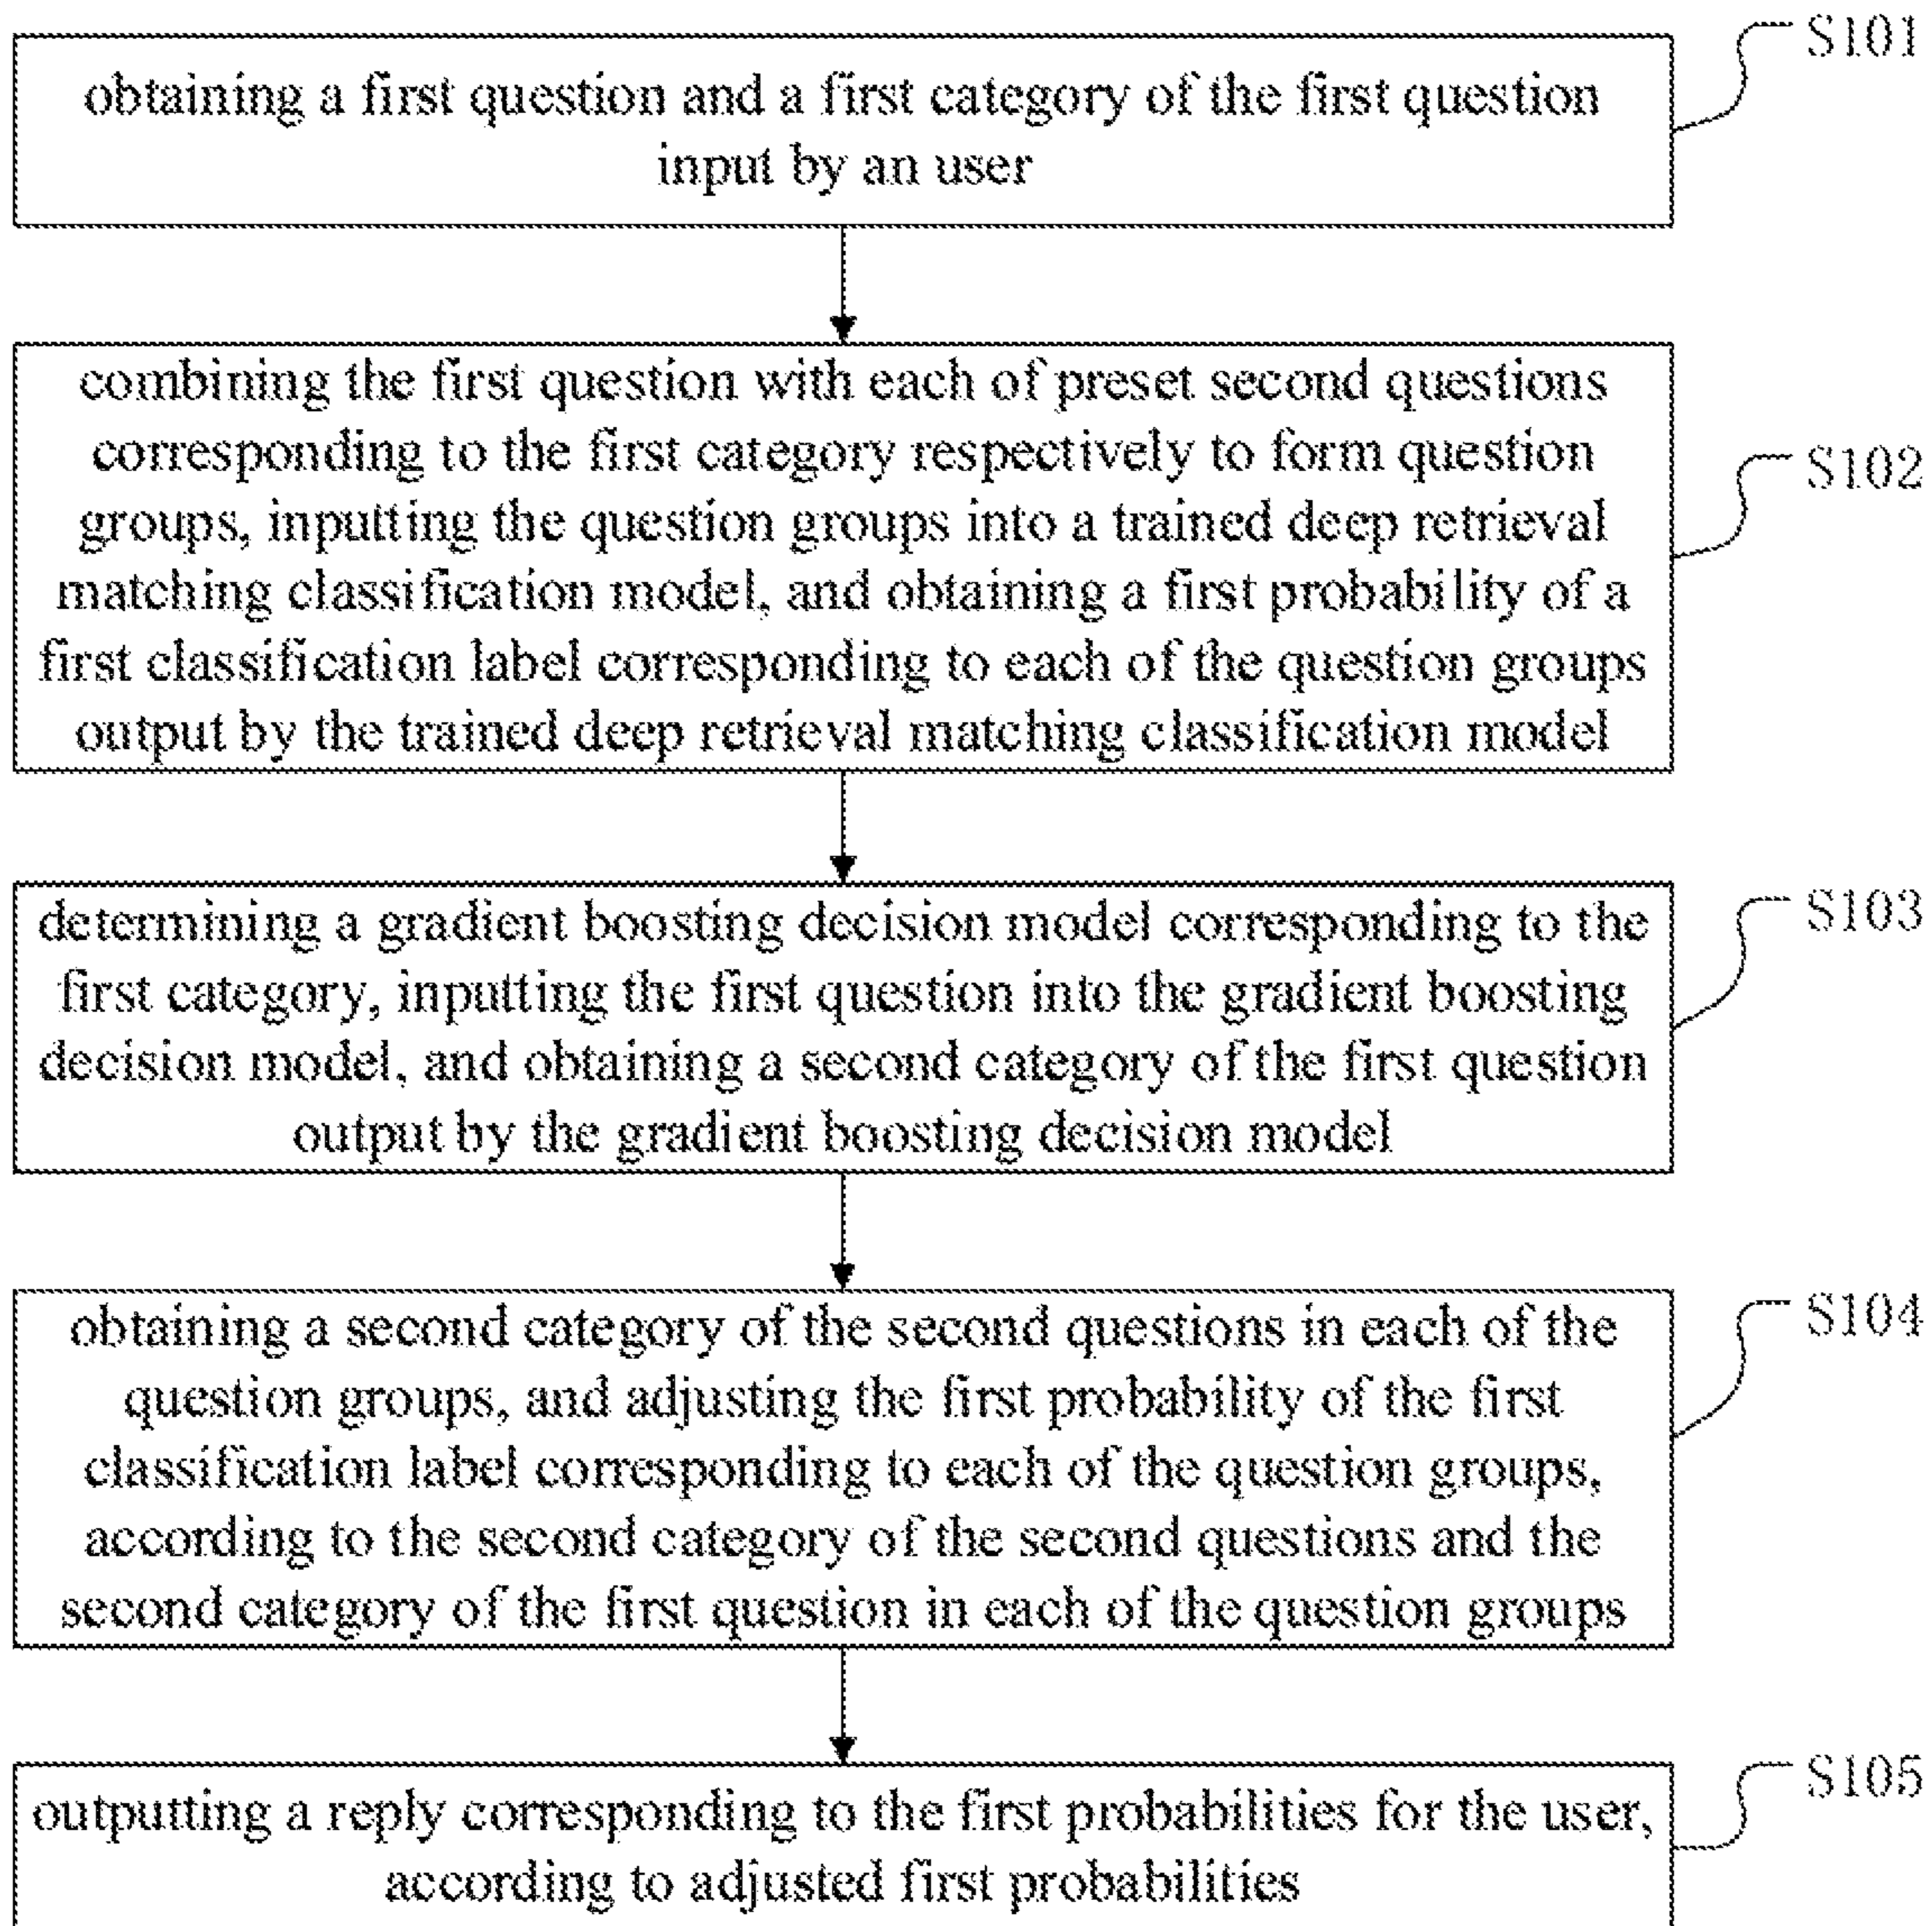 S101
obtaining a first question and a first category of the first question
input by an user
combining the first question with each of preset second questions
corresponding to the first category respectively to form question
S102
groups, inputting the question groups into a trained deep retrieval
matching classification model, and obtaining a first probability of a
first classification label corresponding to each of the question groups
output by the trained deep retrieval matching classification model
S103
determining a gradient boosting decision model corresponding to the
first category, inputting the first question into the gradient boosting
decision model, and obtaining a second category of the first question
output by the gradient boosting decision model
S104
obtaining a second category of the second questions in each of the
question groups, and adjusting the first probability of the first
classification label corresponding to each of the question groups,
according to the second category of the second questions and the
second category of the first question in each of the question groups
S105
outputting a reply corresponding to the first probabilities for the user,
according to adjusted first probabilities